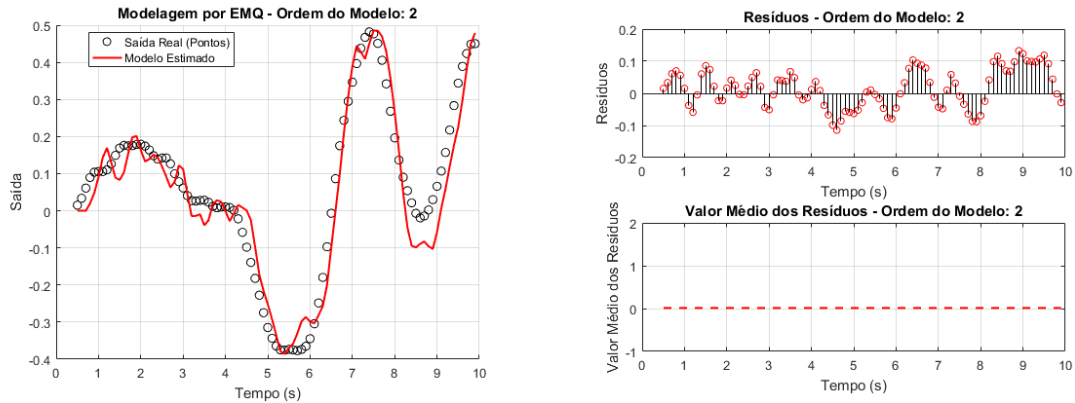 Modelagem por EMQ - Ordem do Modelo: 2
Saída Real (Pontos)
Modelo Estimado
Saída
0.5
0.4
0.3
0.2
0.1
0
-0.1
-0.2
-0.3
-0.4
0 1 2 3 4 5 6 7 8 9 10
Tempo (s)
Resíduos - Ordem do Modelo: 2
Resíduos
0.2
0.1
0
-0.1
-0.2
0 1 2 3 4 5 6 7 8 9 10
Tempo (s)
Valor Médio dos Resíduos - Ordem do Modelo: 2
Valor Médio dos Resíduos
2
1
0
-1
0 1 2 3 4 5 6 7 8 9 10
Tempo (s)